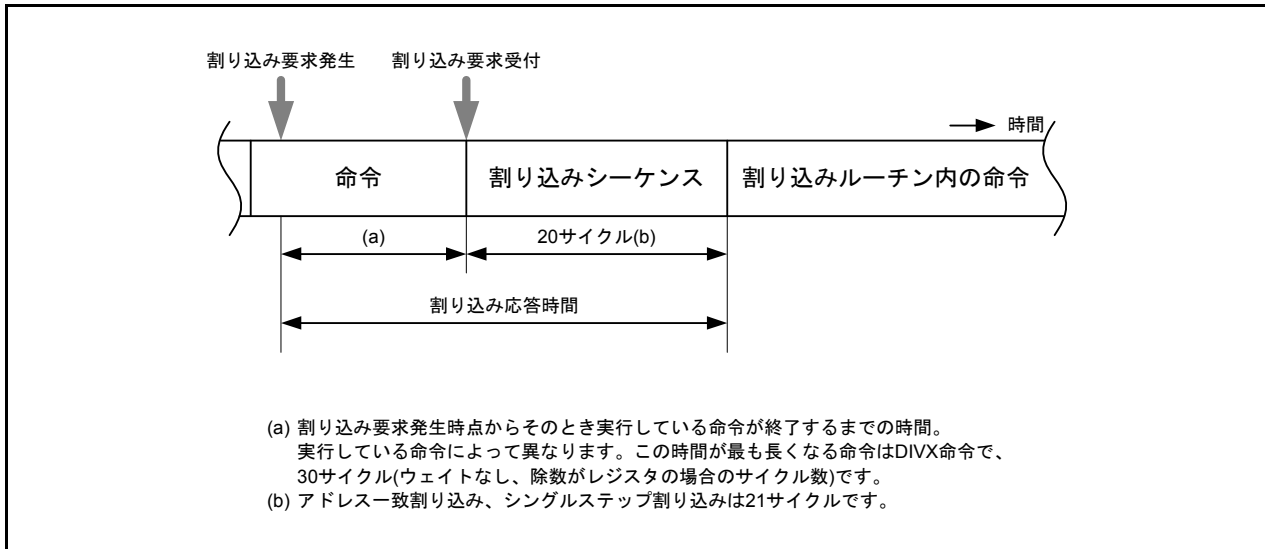 割り込み要求発生 割り込み要求受付
時間
命令 割り込みシーケンス 割り込みルーチン内の命令
(a) 20サイクル(b)
割り込み応答時間
(a) 割り込み要求発生時点からそのとき実行している命令が終了するまでの時間。
実行している命令によって異なります。この時間が最も長くなる命令はDIVX命令で、
30サイクル(ウェイトなし、除数がレジスタの場合のサイクル数)です。
(b) アドレス一致割り込み、シングルステップ割り込みは21サイクルです。